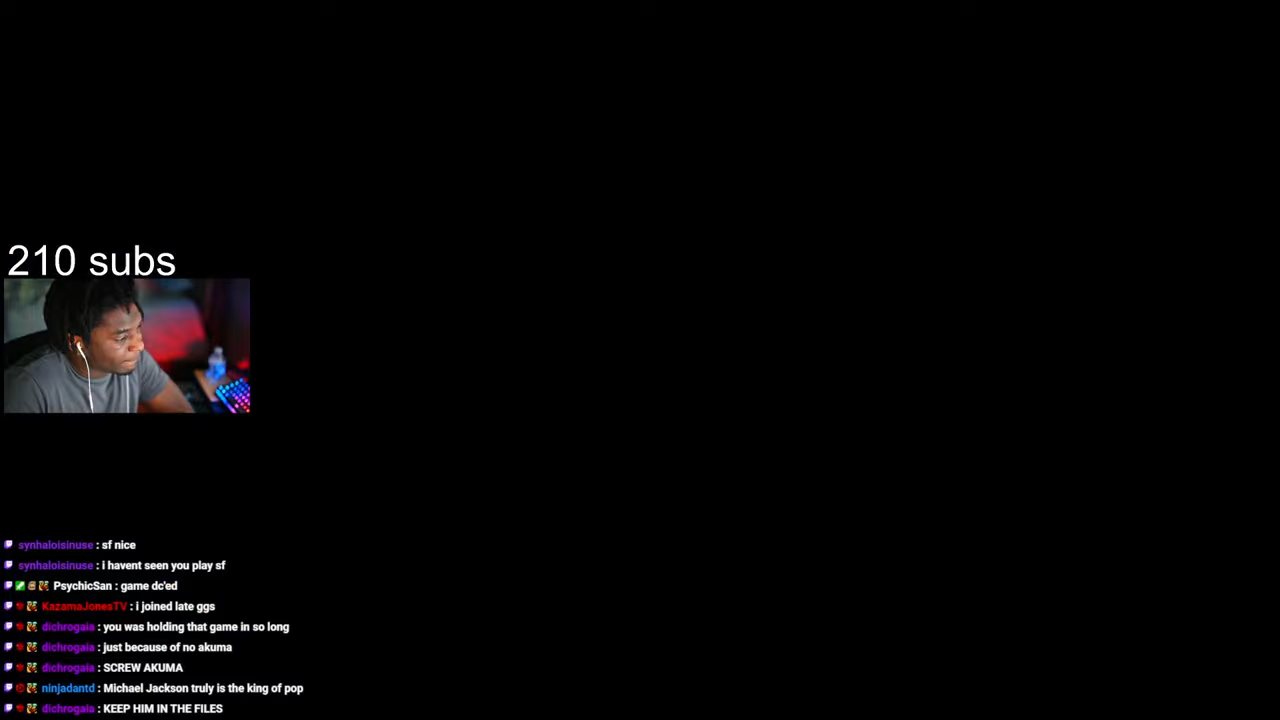 210 subs
synhaloisinuse : sf nice
synhaloisinuse : i havent seen you play sf
PsychicSan : game dc'ed
KazamaJonesTV : i joined late ggs
dichrogaia : you was holding that game in so long
dichrogaia : just because of no akuma
dichrogaia : SCREW AKUMA
ninjadantd : Michael Jackson truly is the king of pop
dichrogaia : KEEP HIM IN THE FILES